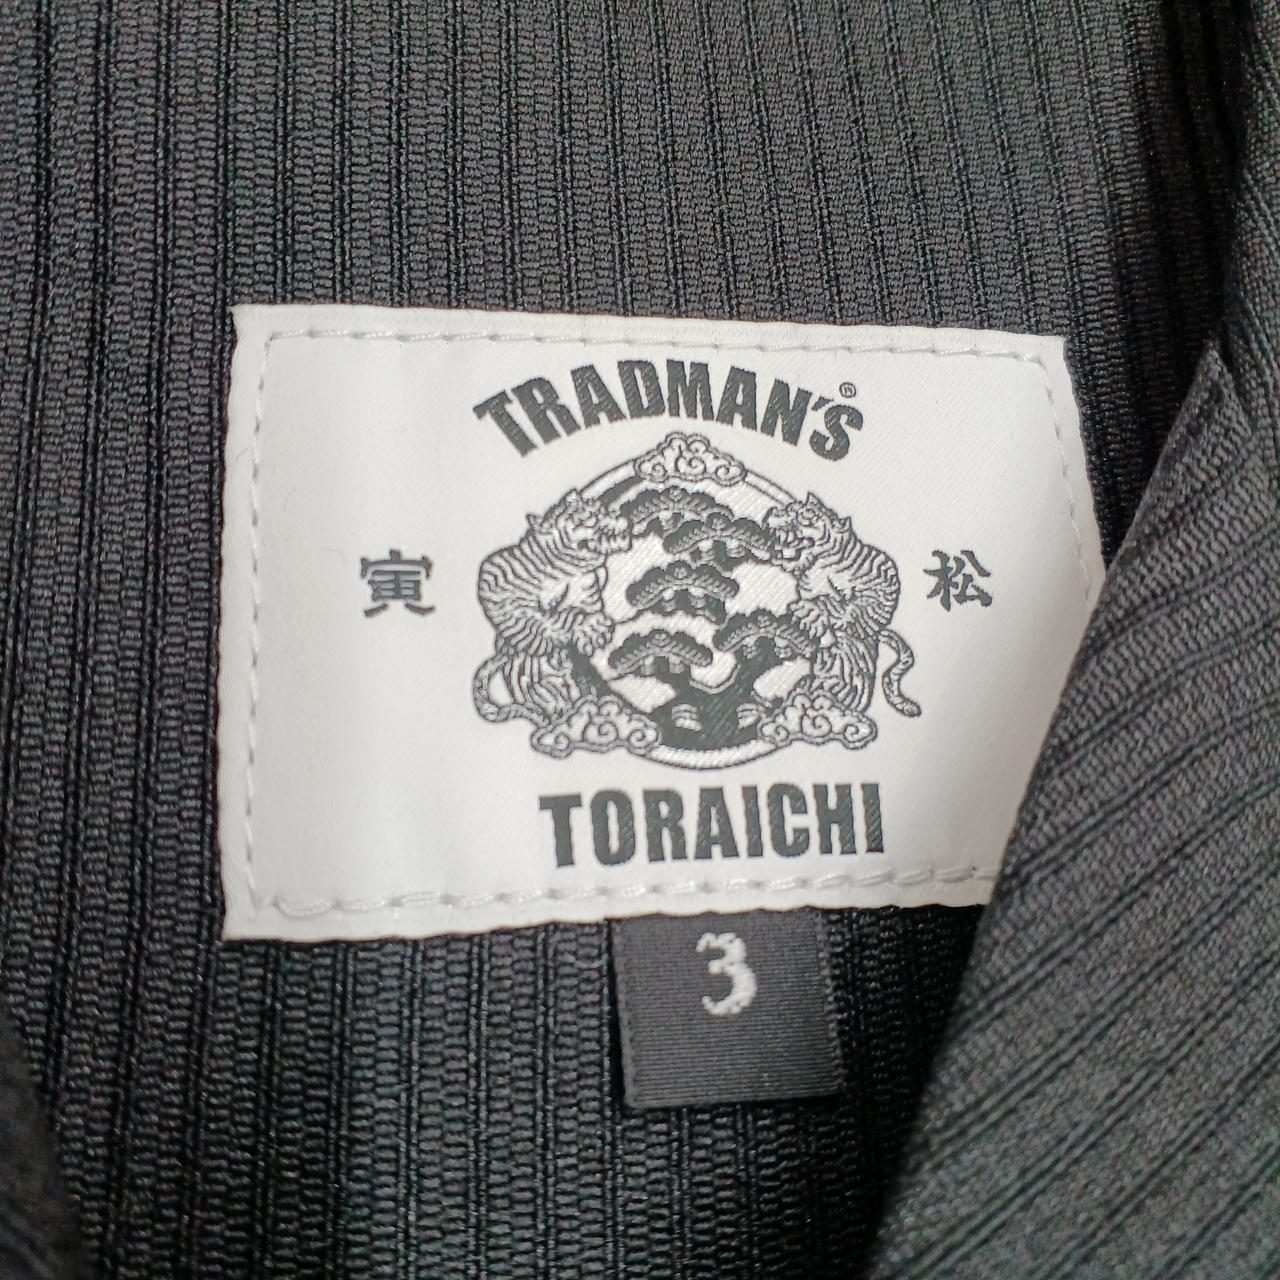 TRADMAN'S®
寅 松
TORAICHI
3